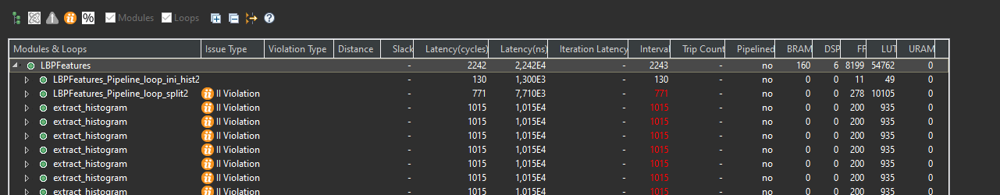 % Modules Loops ?
Modules & Loops Issue Type Violation Type Distance Slack Latency(cycles) Latency(ns) Iteration Latency Interval Trip Count Pipelined BRAM DSP FF LUT URAM
LBPFeatures - 2242 2,242E4 - 2243 - no 160 6 8199 54762 0
LBPFeatures_Pipeline_loop_ini_hist2 - 130 1,300E3 - 130 - no 0 0 11 49 0
LBPFeatures_Pipeline_loop_split2 II Violation - 771 7,710E3 - 771 - no 0 0 278 10105 0
extract_histogram II Violation - 1015 1,015E4 - 1015 - no 0 0 200 935 0
extract_histogram II Violation - 1015 1,015E4 - 1015 - no 0 0 200 935 0
extract_histogram II Violation - 1015 1,015E4 - 1015 - no 0 0 200 935 0
extract_histogram II Violation - 1015 1,015E4 - 1015 - no 0 0 200 935 0
extract_histogram II Violation - 1015 1,015E4 - 1015 - no 0 0 200 935 0
extract_histogram II Violation - 1015 1,015E4 - 1015 - no 0 0 200 935 0
extract_histogram II Violation - 1015 1,015E4 - 1015 - no 0 0 200 935 0